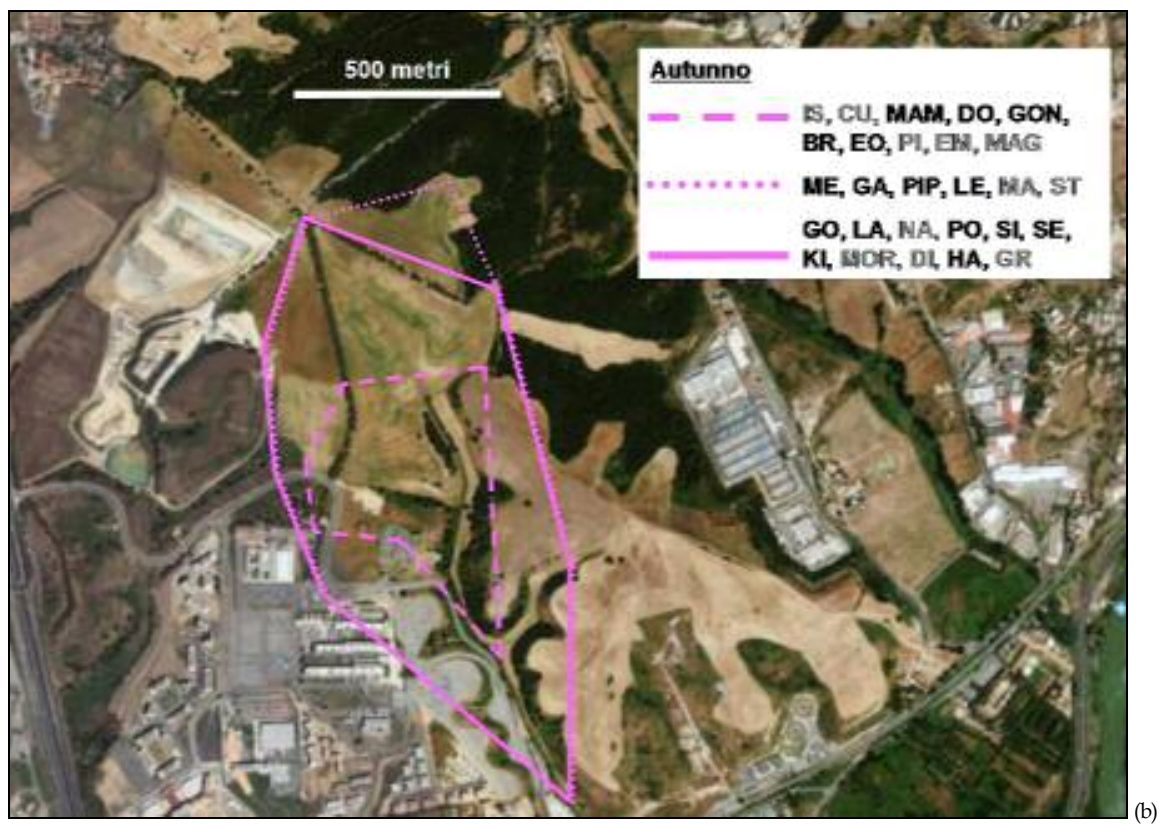 500 metri
Autunno
IS, CU, MAM, DO, GON,
BR, EO, PI, EM, MAG
ME, GA, PIP, LE, MA, ST
GO, LA, NA, PO, SI, SE,
KI, MOR, DI, HA, GR
(b)